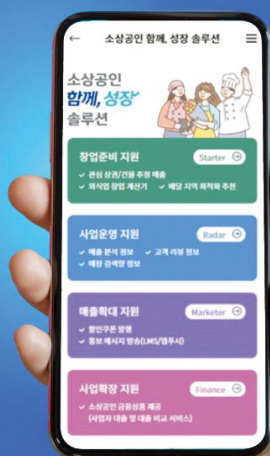 소상공인 함께, 성장 솔루션
소상공인
함께, 성장
솔루션
창업준비 지원
Starter
✓ 관심 상권/건물 추정 매출
✓ 외식업 창업 계산기 ✓ 배달 지역 최적화 추천
사업운영 지원
Radar
✓ 매출 분석 정보 ✓ 고객 리뷰 정보
✓ 매장 검색량 정보
매출확대 지원
Marketer
✓ 할인쿠폰 발행
✓ 홍보 메시지 발송(LMS/앱푸시)
사업확장 지원
Finance
✓ 소상공인 금융상품 제공
(사업자 대출 및 대출 비교 서비스)